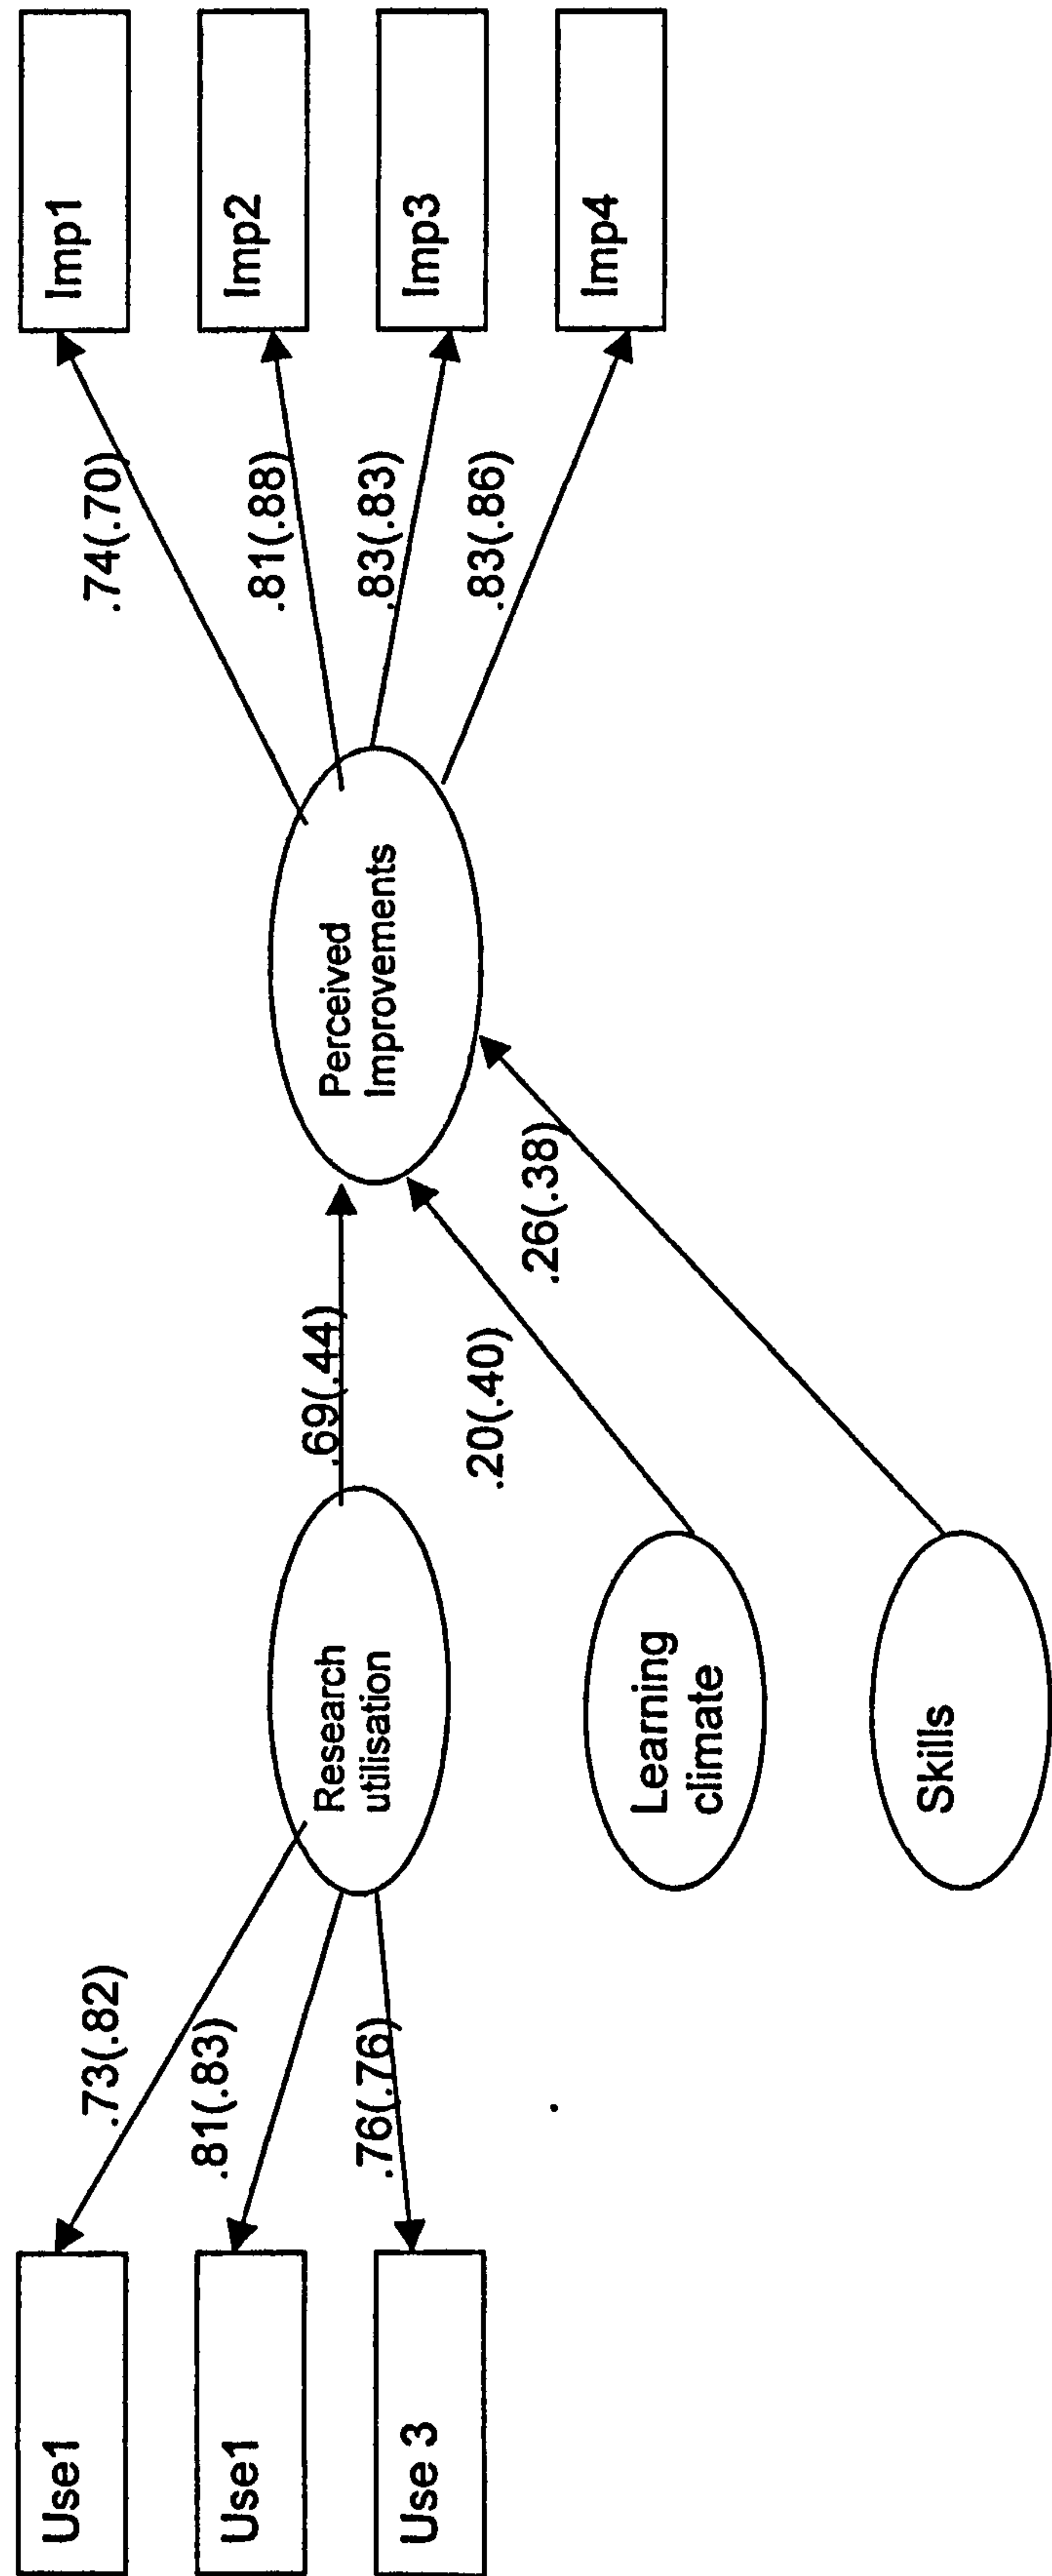 Use1
Use1
Use 3
.73(.82)
.81(.83)
.76(.76)
Research
utilisation
Learning
climate
Skills
.69(.44)
.20(.40)
.26(.38)
Perceived
Improvements
.74(.70)
.81(.88)
.83(.83)
.83(.86)
Imp1
Imp2
Imp3
Imp4